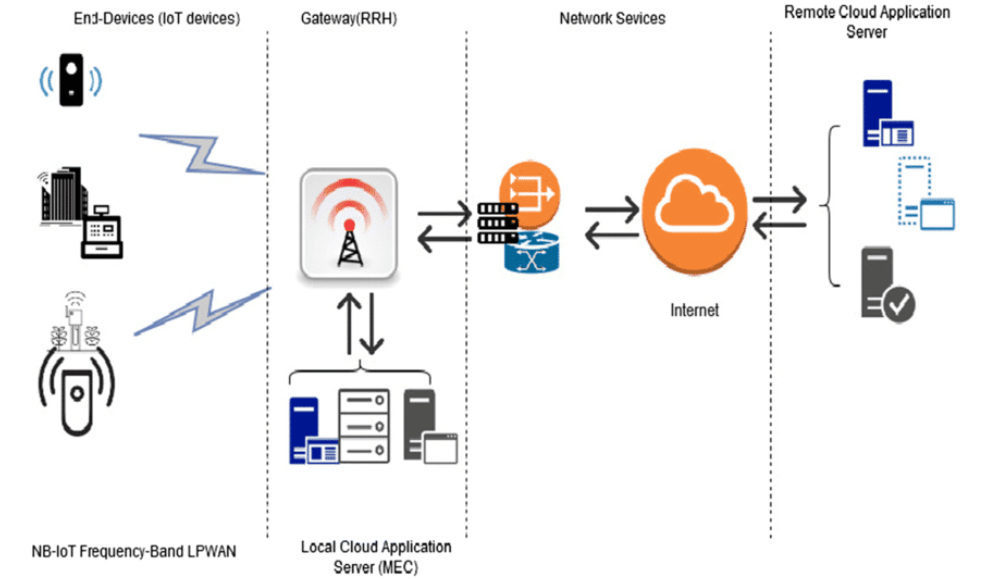 End-Devices (IoT devices)
Gateway(RRH)
Network Sevices
Remote Cloud Application
Server
Internet
NB-IoT Frequency-Band LPWAN
Local Cloud Application
Server (MEC)